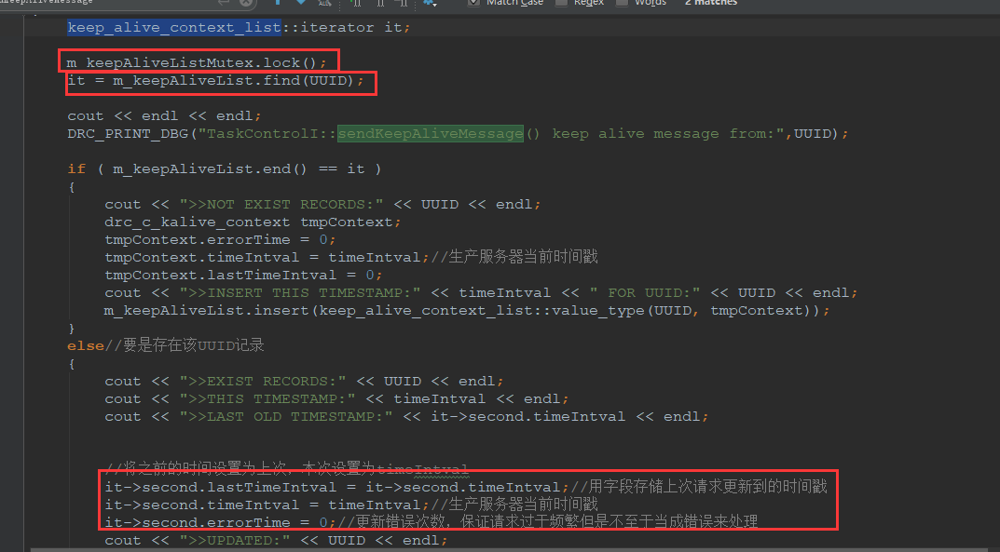 Match Case Regex Words 2 matches
keep_alive_context_list::iterator it;
m_keepAliveListMutex.lock();
it = m_keepAliveList.find(UUID);
cout << endl << endl;
DRC_PRINT_DBG("TaskControlI::sendKeepAliveMessage() keep alive message from:",UUID);
if ( m_keepAliveList.end() == it )
{
cout << ">>NOT EXIST RECORDS:" << UUID << endl;
drc_c_kalive_context tmpContext;
tmpContext.errorTime = 0;
tmpContext.timeIntval = timeIntval;//生产服务器当前时间戳
tmpContext.lastTimeIntval = 0;
cout << ">>INSERT THIS TIMESTAMP:" << timeIntval << " FOR UUID:" << UUID << endl;
m_keepAliveList.insert(keep_alive_context_list::value_type(UUID, tmpContext));
}
else//要是存在该UUID记录
{
cout << ">>EXIST RECORDS:" << UUID << endl;
cout << ">>THIS TIMESTAMP:" << timeIntval << endl;
cout << ">>LAST OLD TIMESTAMP:" << it->second.timeIntval << endl;
//将之前的时间设置为上次，本次设置为timeIntval
it->second.lastTimeIntval = it->second.timeIntval;//用字段存储上次请求更新到的时间戳
it->second.timeIntval = timeIntval;//生产服务器当前时间戳
it->second.errorTime = 0;//更新错误次数，保证请求过于频繁但是不至于当成错误来处理
cout << ">>UPDATED:" << UUID << endl;